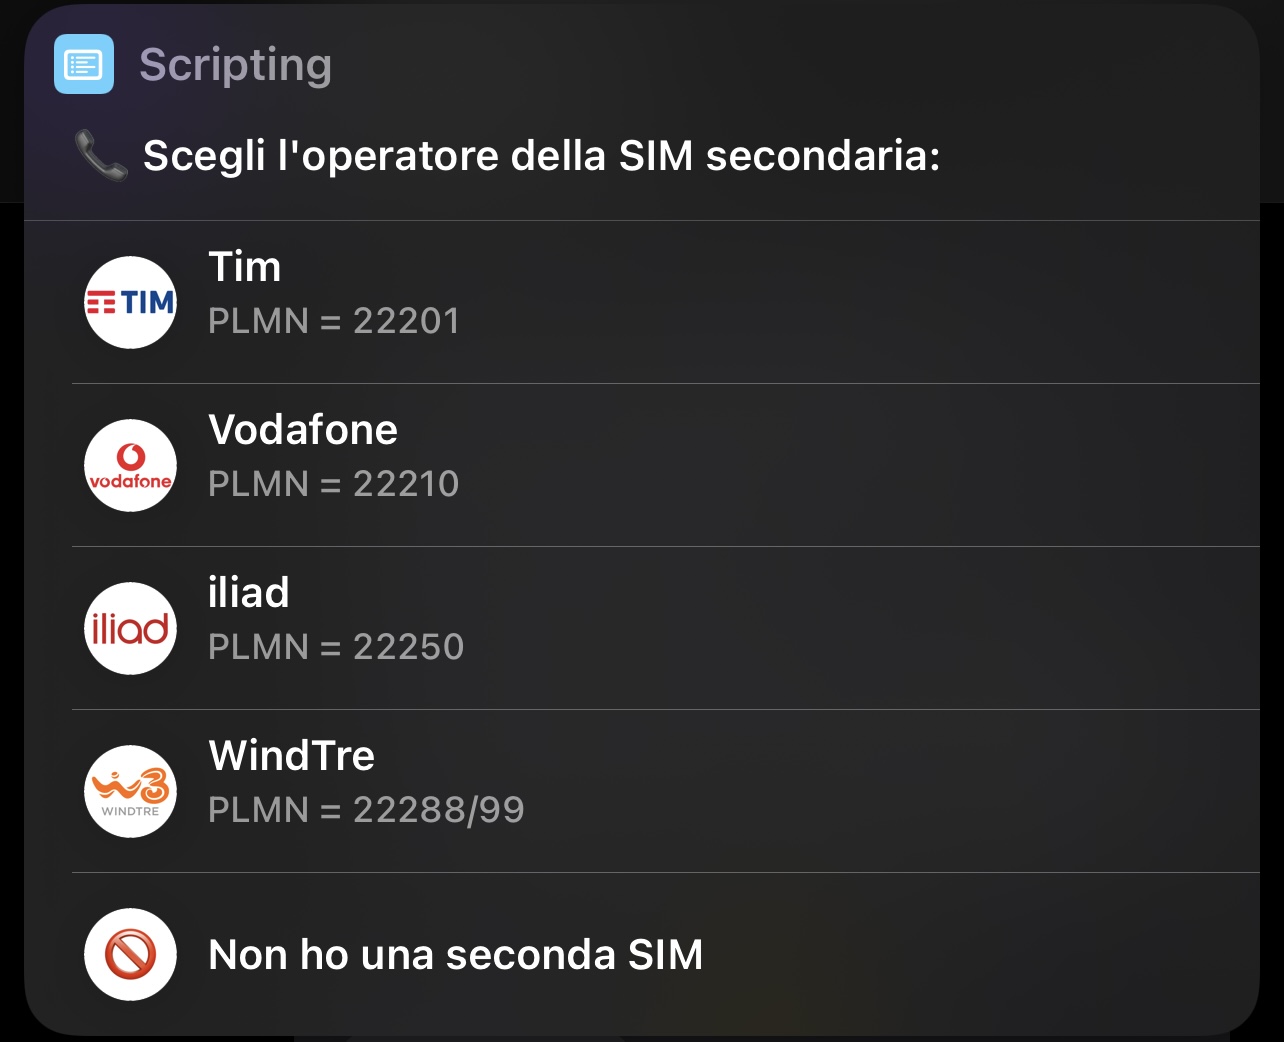 Scripting
📞 Scegli l'operatore della SIM secondaria:
TIM
Tim
PLMN = 22201
vodafone
Vodafone
PLMN = 22210
iliad
iliad
PLMN = 22250
W3
WINDTRE
WindTre
PLMN = 22288/99
Non ho una seconda SIM